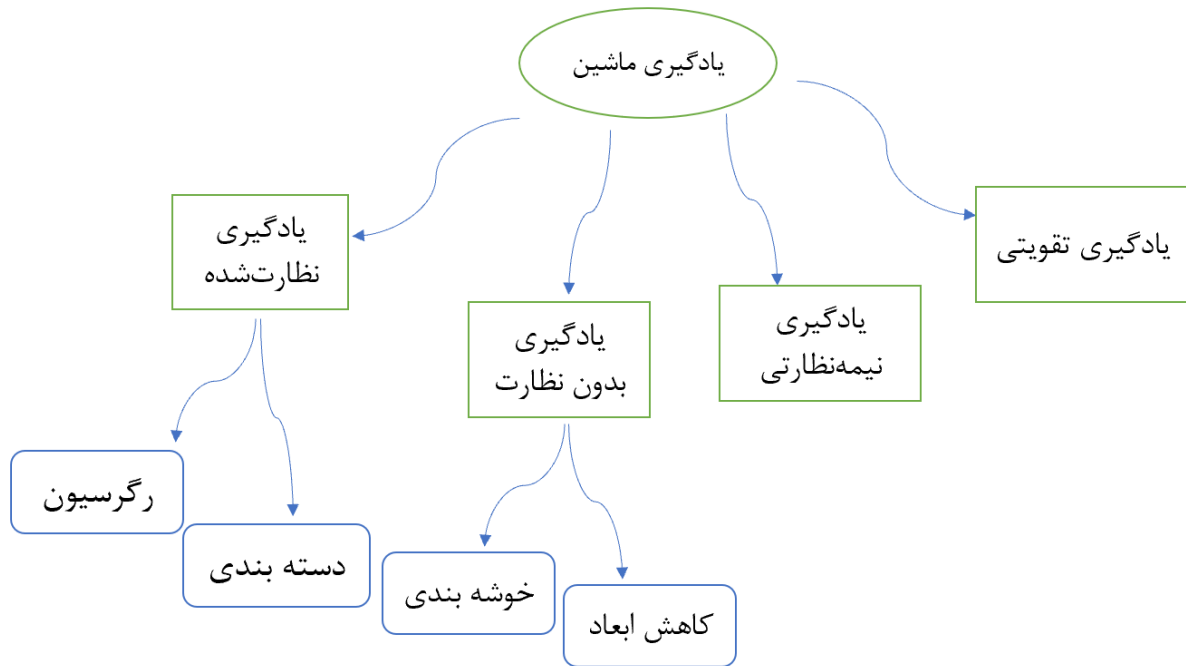 یادگیری ماشین
یادگیری تقویتی
یادگیری
نیمه‌نظارتی
یادگیری
بدون نظارت
یادگیری
نظارت‌شده
کاهش ابعاد
خوشه بندی
دسته بندی
رگرسیون